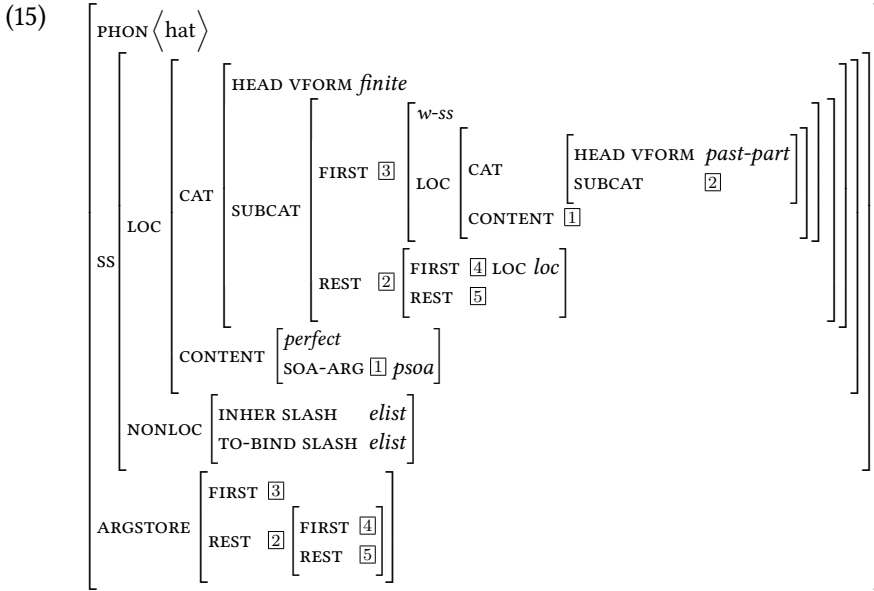 (15)
PHON ⟨hat⟩
HEAD VFORM finite
w-ss
HEAD VFORM past-part
FIRST 3
LOC
CAT
SUBCAT 2
CAT
SUBCAT
CONTENT 1
LOC
FIRST 4 LOC loc
SS
REST 2
REST 5
perfect
CONTENT
SOA-ARG 1 psoa
INHER SLASH elist
NONLOC
TO-BIND SLASH elist
FIRST 3
ARGSTORE
FIRST 4
REST 2
REST 5